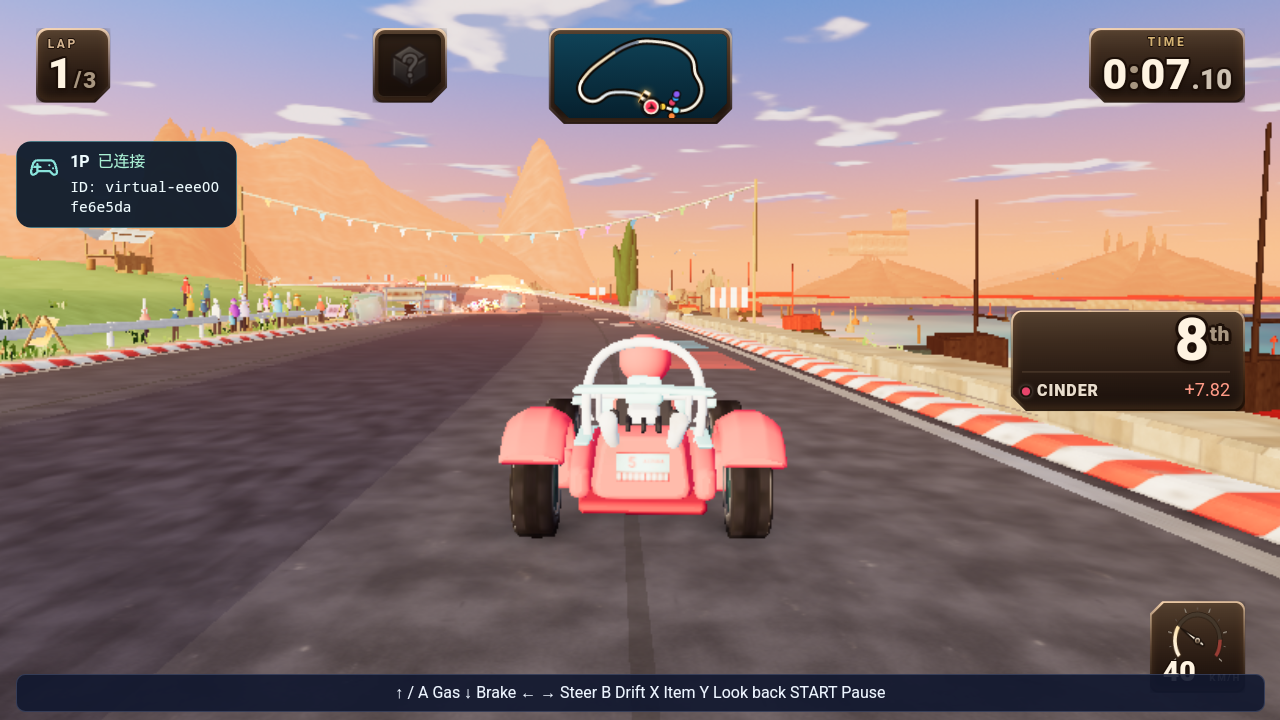 LAP
1/3
?
TIME
0:07.10
1P 已连接
ID: virtual-eee00
fe6e5da
8th
CINDER +7.82
40
↑ / A Gas ↓ Brake ← → Steer B Drift X Item Y Look back START Pause